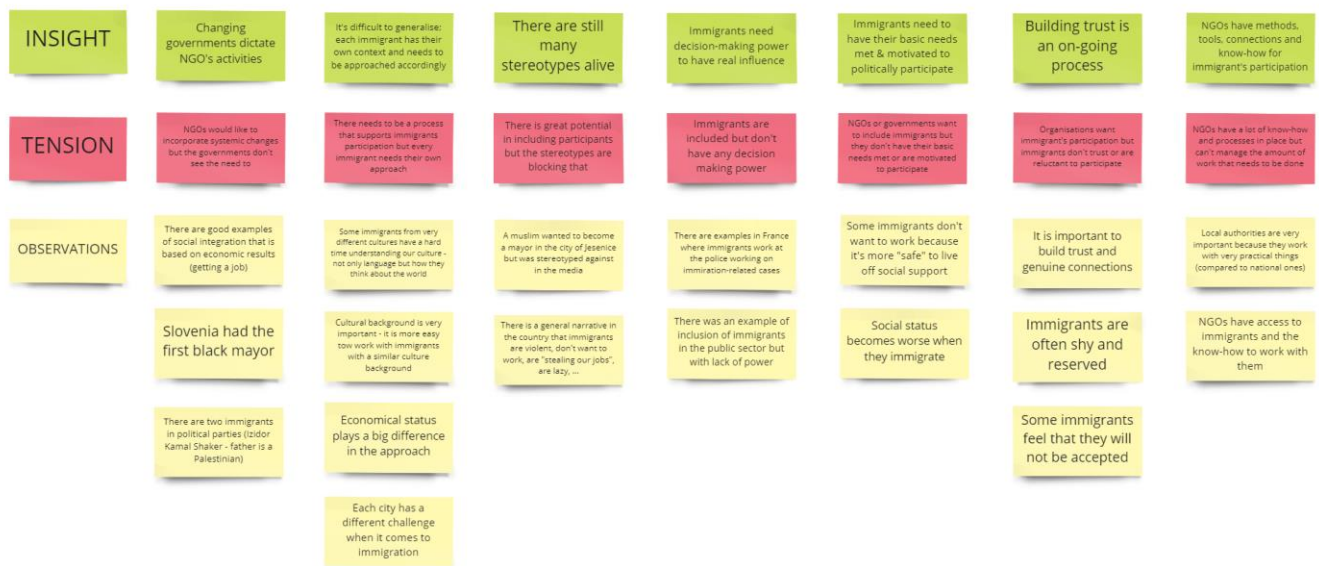 INSIGHT
Changing
governments dictate
NGO's activities
It's difficult to generalise:
each immigrant has their
own context and needs to
be approached accordingly
There are still
many
stereotypes alive
Immigrants need
decision-making power
to have real influence
Immigrants need to
have their basic needs
met & motivated to
politically participate
Building trust is
an on-going
process
NGOs have methods,
tools, connections and
know-how for
immigrant's participation
TENSION
NGOs would like to
incorporate systemic changes
but the governments don't
see the need to
There needs to be a process
that supports immigrants
participation but every
immigrant needs their own
approach
There is great potential
in including participants
but the stereotypes are
blocking that
Immigrants are
included but don't
have any decision
making power
NGOs or governments want
to include immigrants but
they don't have their basic
needs met or are motivated
to participate
Organisations want
immigrant's participation but
immigrants don't trust or are
reluctant to participate
NGOs have a lot of know-how
and processes in place but
can't manage the amount of
work that needs to be done
OBSERVATIONS
There are good examples
of social integration that is
based on economic results
(getting a job)
Some immigrants from very
different cultures have a hard
time understanding our culture -
not only language but how they
think about the world
A muslim wanted to become
a mayor in the city of Jesenice
but was stereotyped against
in the media
There are examples in France
where immigrants work at
the police working on
immiration-related cases
Some immigrants don't
want to work because
it's more "safe" to live
off social support
It is important to
build trust and
genuine connections
Local authorities are very
important because they work
with very practical things
(compared to national ones)
Slovenia had the
first black mayor
Cultural background is very
important - it is more easy
tow work with immigrants
with a similar culture
background
There is a general narrative in
the country that immigrants
are violent, don't want to
work, are "stealing our jobs",
are lazy, ...
There was an example of
inclusion of immigrants
in the public sector but
with lack of power
Social status
becomes worse when
they immigrate
Immigrants are
often shy and
reserved
NGOs have access to
immigrants and the
know-how to work with
them
There are two immigrants
in political parties (Izidor
Kamal Shaker - father is a
Palestinian)
Economical status
plays a big difference
in the approach
Some immigrants
feel that they will
not be accepted
Each city has a
different challenge
when it comes to
immigration